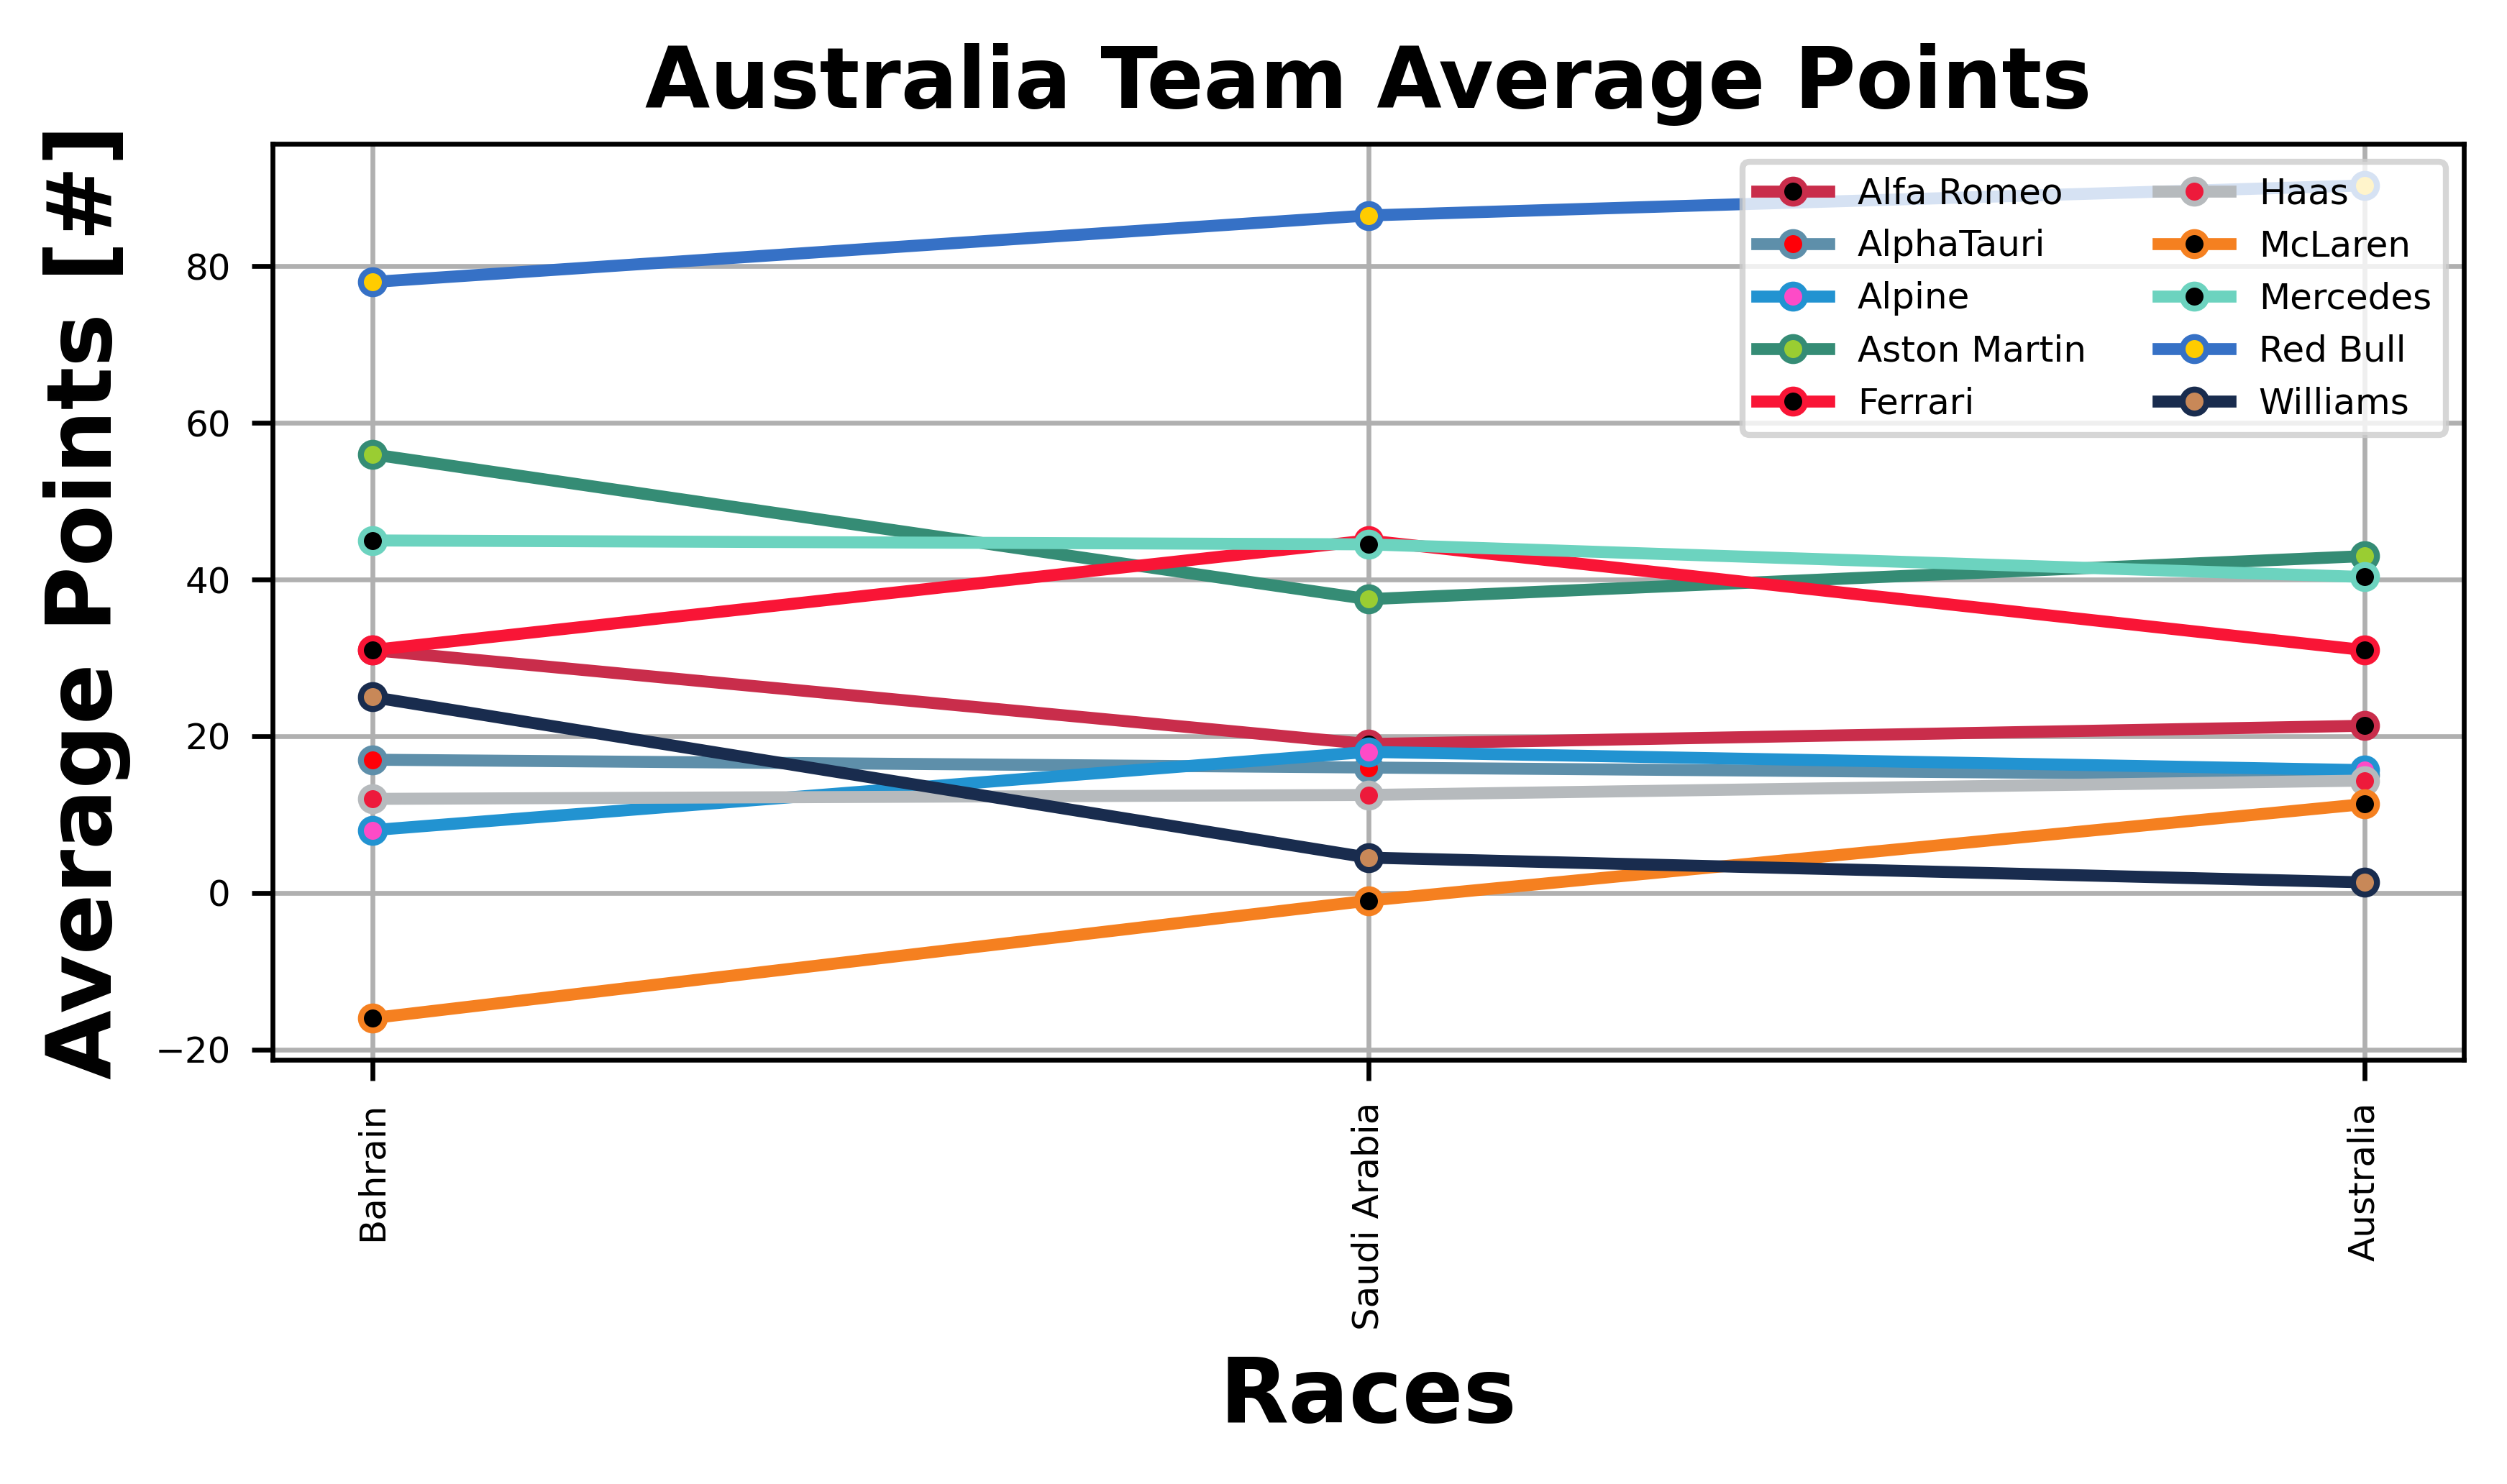 Australia Team Average Points
Average Points [#]
80
60
40
20
0
−20
Alfa Romeo
AlphaTauri
Alpine
Aston Martin
Ferrari
Haas
McLaren
Mercedes
Red Bull
Williams
Bahrain
Saudi Arabia
Australia
Races